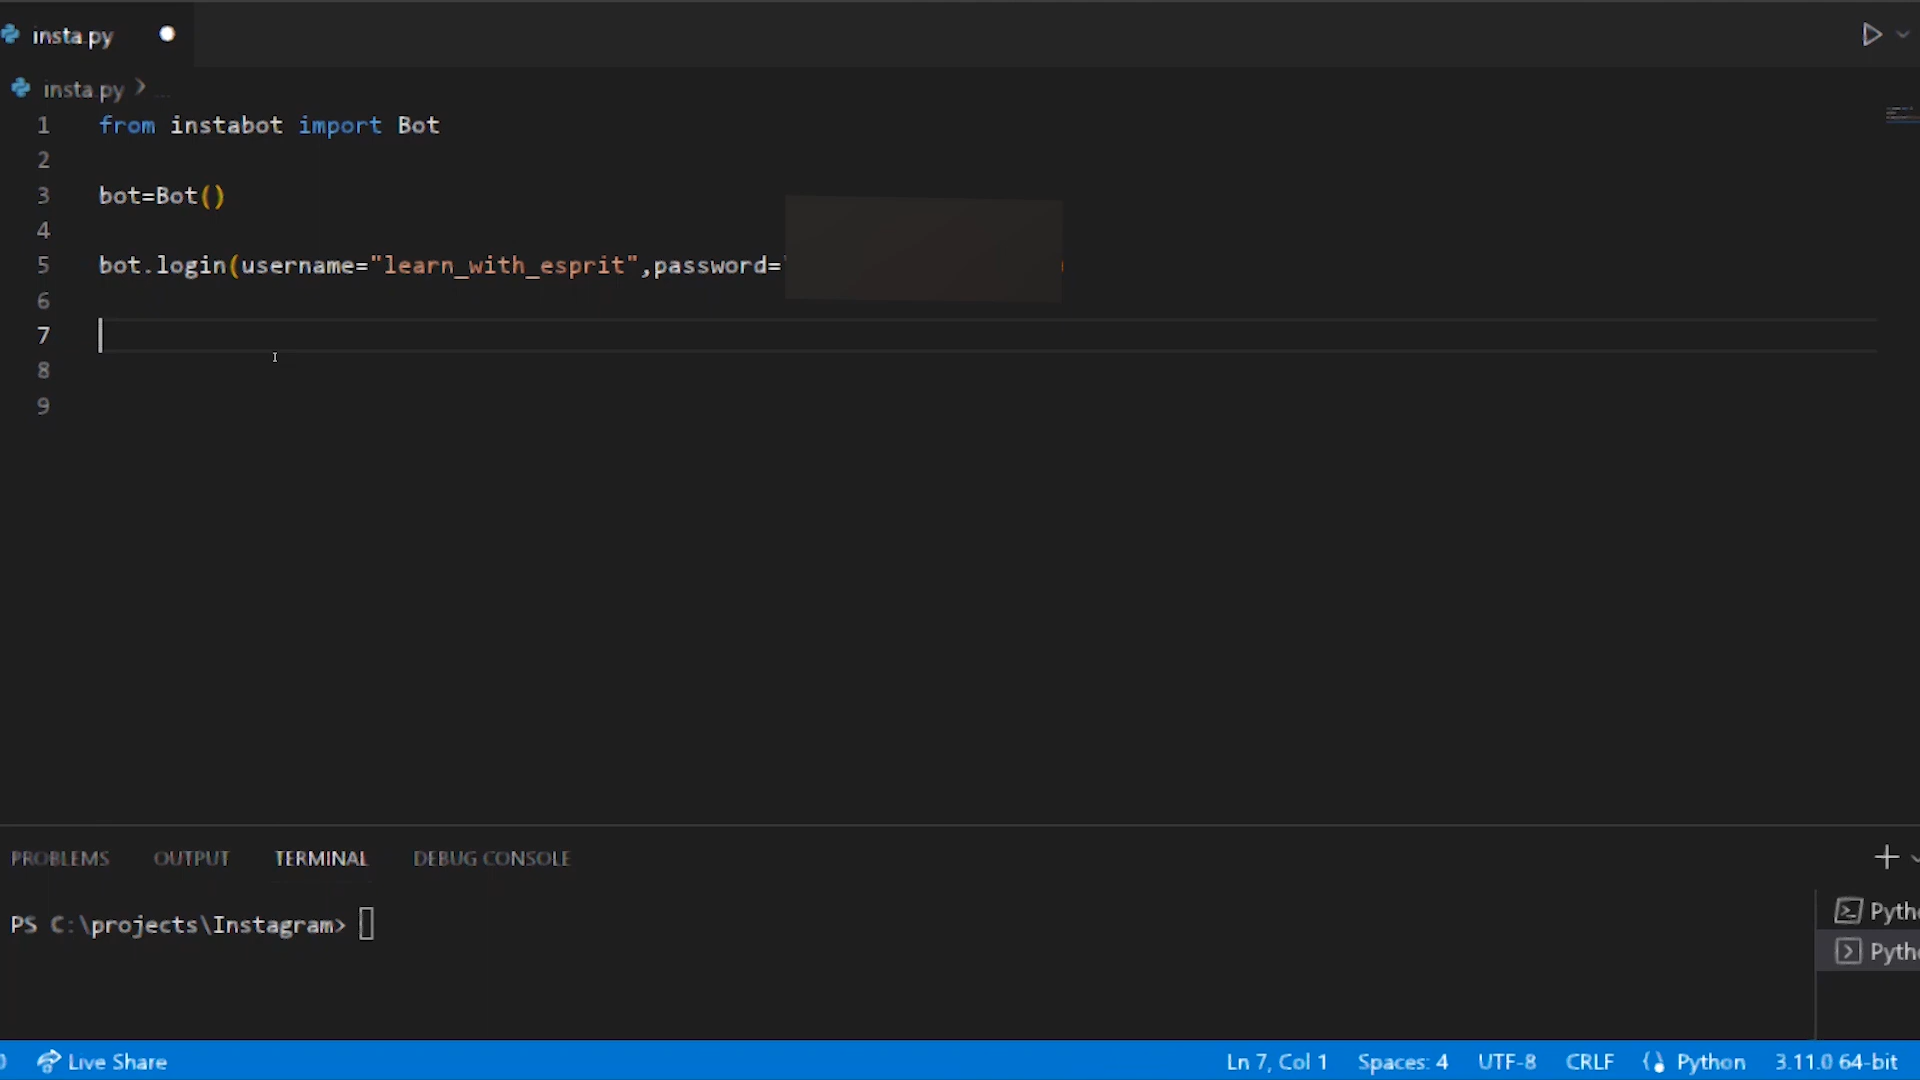 insta.py
insta.py > ...
1 from instabot import Bot
2
3 bot=Bot()
4
5 bot.login(username="learn_with_esprit",password=
6
7
8
9
PROBLEMS OUTPUT TERMINAL DEBUG CONSOLE
PS C:\projects\Instagram>
Pytho
Pytho
Live Share Ln 7, Col 1 Spaces: 4 UTF-8 CRLF Python 3.11.0 64-bit